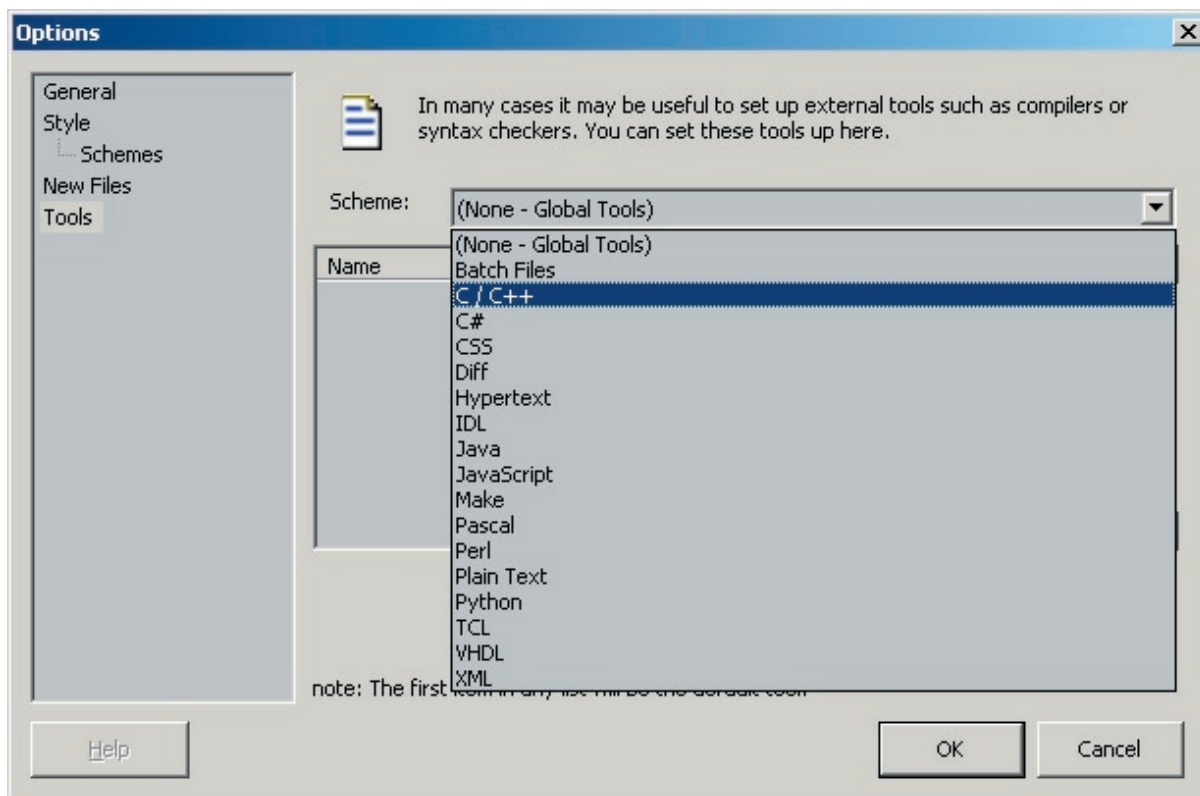 Options
General
Style
Schemes
New Files
Tools
In many cases it may be useful to set up external tools such as compilers or
syntax checkers. You can set these tools up here.
Scheme:
(None - Global Tools)
Name
(None - Global Tools)
Batch Files
C / C++
C#
CSS
Diff
Hypertext
IDL
Java
JavaScript
Make
Pascal
Perl
Plain Text
Python
TCL
VHDL
XML
note: The first
Help
OK
Cancel